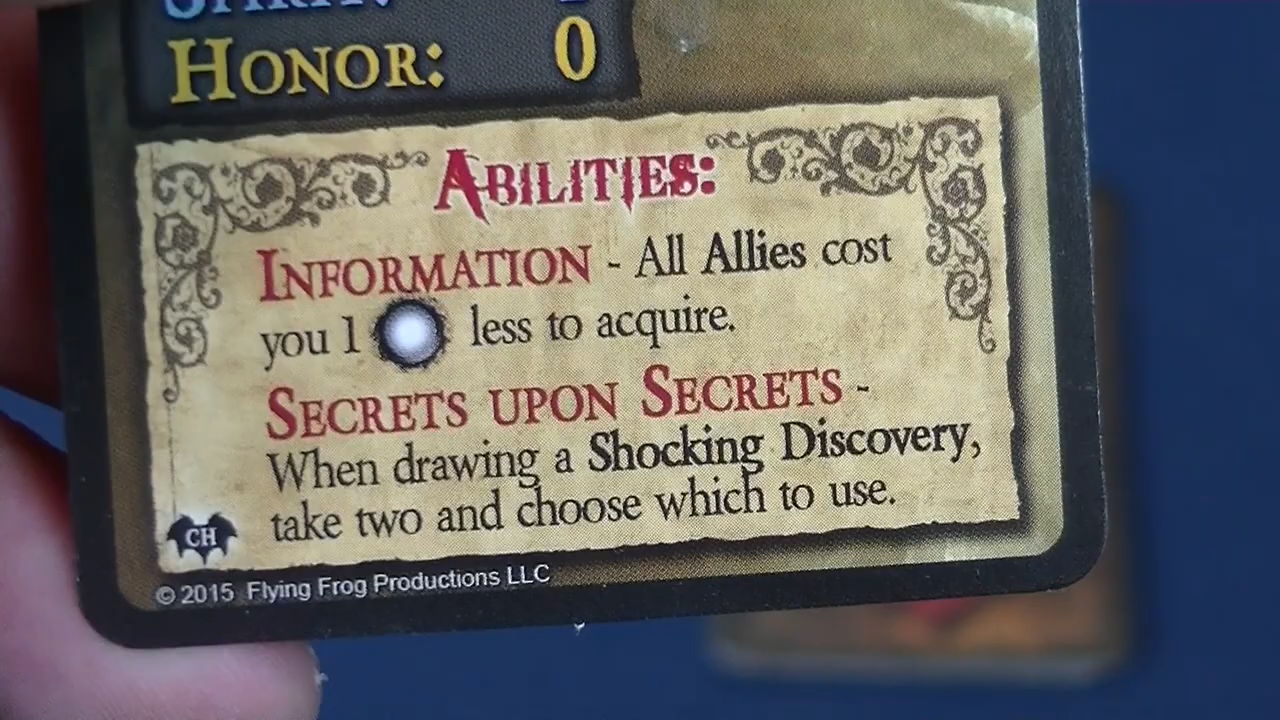 SPIRIT:
HONOR: 0
ABILITIES:
INFORMATION - All Allies cost
you 1 less to acquire.
SECRETS UPON SECRETS -
When drawing a Shocking Discovery,
take two and choose which to use.
CH
© 2015 Flying Frog Productions LLC